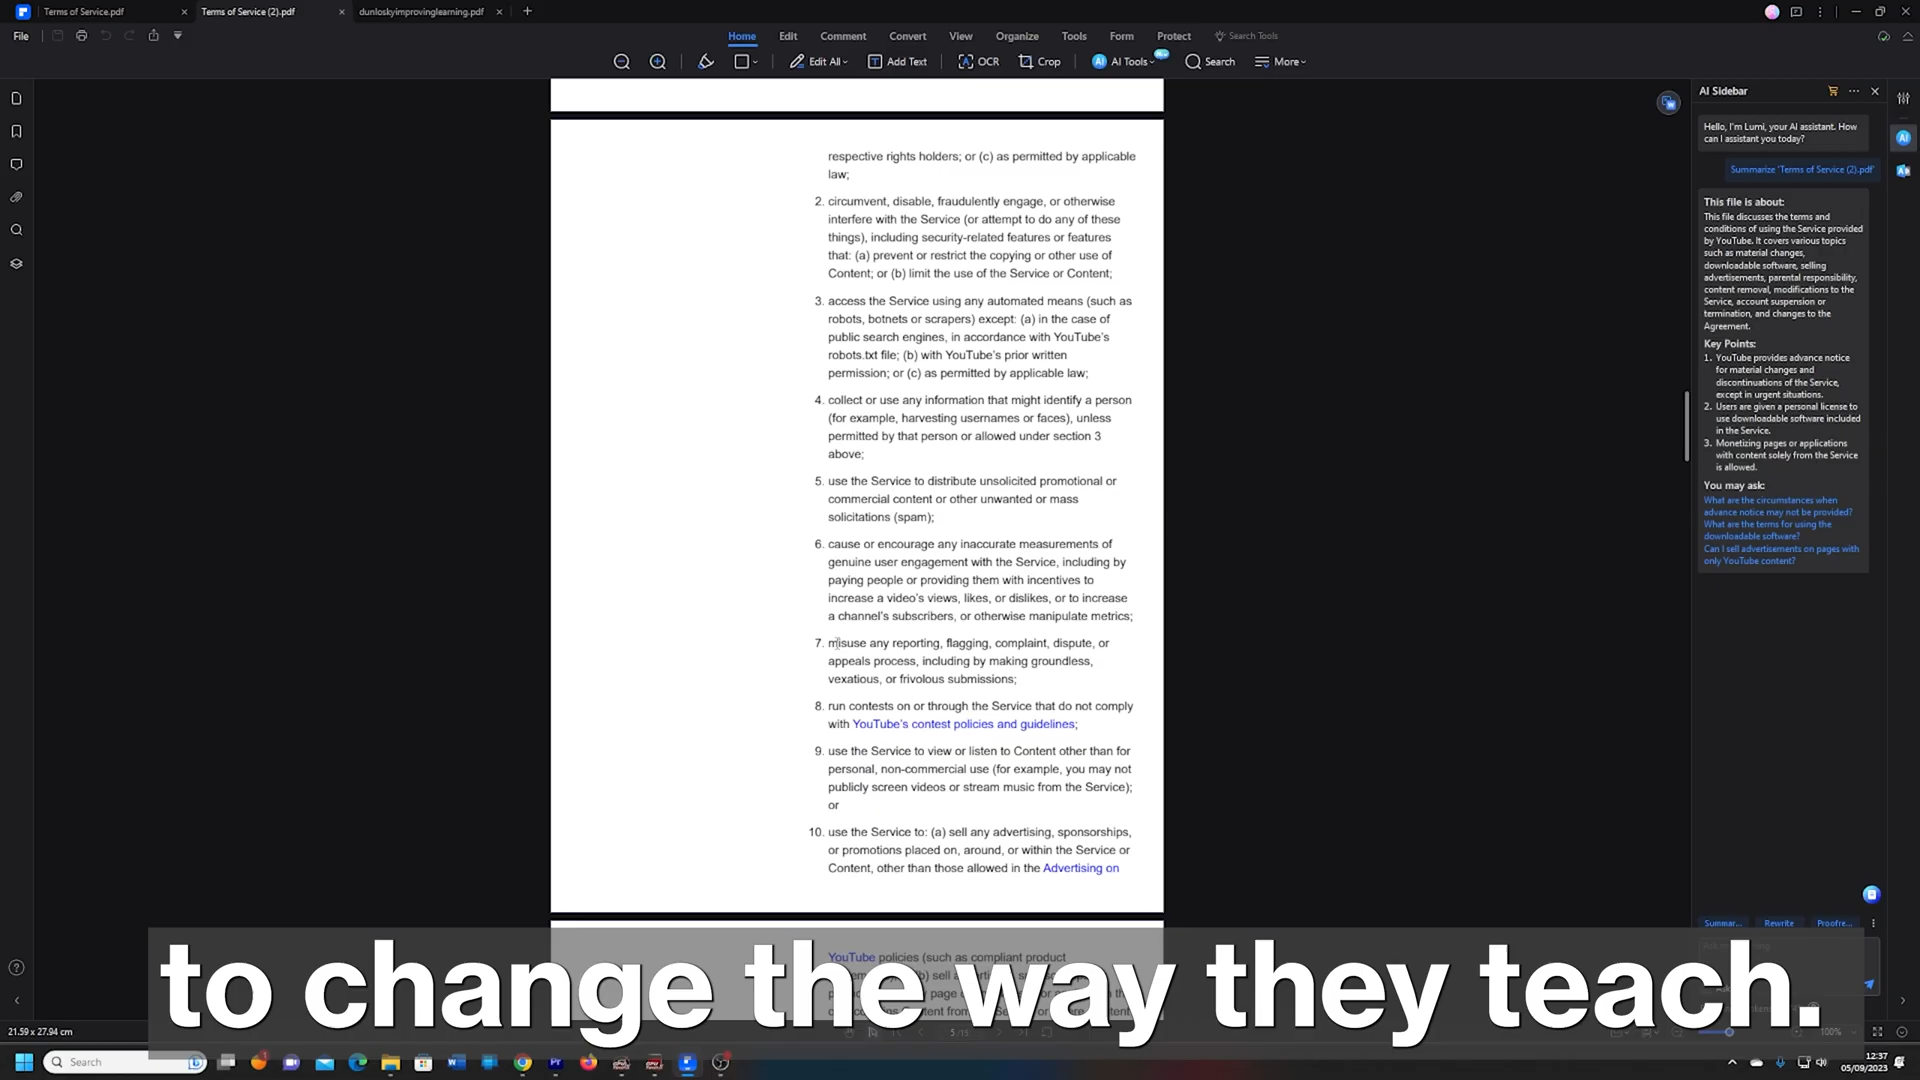 Terms of Service.pdf
Terms of Service (2).pdf
dunloskyimprovinglearning.pdf
File
Home
Edit
Comment
Convert
View
Organize
Tools
Form
Protect
Search Tools
Edit All
Add Text
OCR
Crop
AI Tools
Search
More
respective rights holders; or (c) as permitted by applicable
law;
2. circumvent, disable, fraudulently engage, or otherwise
interfere with the Service (or attempt to do any of these
things), including security-related features or features
that: (a) prevent or restrict the copying or other use of
Content; or (b) limit the use of the Service or Content;
3. access the Service using any automated means (such as
robots, botnets or scrapers) except: (a) in the case of
public search engines, in accordance with YouTube's
robots.txt file; (b) with YouTube's prior written
permission; or (c) as permitted by applicable law;
4. collect or use any information that might identify a person
(for example, harvesting usernames or faces), unless
permitted by that person or allowed under section 3
above;
5. use the Service to distribute unsolicited promotional or
commercial content or other unwanted or mass
solicitations (spam);
6. cause or encourage any inaccurate measurements of
genuine user engagement with the Service, including by
paying people or providing them with incentives to
increase a video's views, likes, or dislikes, or to increase
a channel's subscribers, or otherwise manipulate metrics;
7. misuse any reporting, flagging, complaint, dispute, or
appeals process, including by making groundless,
vexatious, or frivolous submissions;
8. run contests on or through the Service that do not comply
with YouTube's contest policies and guidelines;
9. use the Service to view or listen to Content other than for
personal, non-commercial use (for example, you may not
publicly screen videos or stream music from the Service);
or
10. use the Service to: (a) sell any advertising, sponsorships,
or promotions placed on, around, or within the Service or
Content, other than those allowed in the Advertising on
YouTube policies (such as compliant product
AI Sidebar
Hello, I'm Lumi, your AI assistant. How
can I assistant you today?
Summarize 'Terms of Service (2).pdf'
This file is about:
This file discusses the terms and
conditions of using the Service provided
by YouTube. It covers various topics
such as material changes,
downloadable software, selling
advertisements, parental responsibility,
content removal, modifications to the
Service, account suspension or
termination, and changes to the
Agreement.
Key Points:
1. YouTube provides advance notice
for material changes and
discontinuations of the Service,
except in urgent situations.
2. Users are given a personal license to
use downloadable software included
in the Service.
3. Monetizing pages or applications
with content solely from the Service
is allowed.
You may ask:
What are the circumstances when
advance notice may not be provided?
What are the terms for using the
downloadable software?
Can I sell advertisements on pages with
only YouTube content?
Summar...
Rewrite
Proofre...
to change the way they teach.
21.59 x 27.94 cm
100%
Search
12:37
05/09/2023